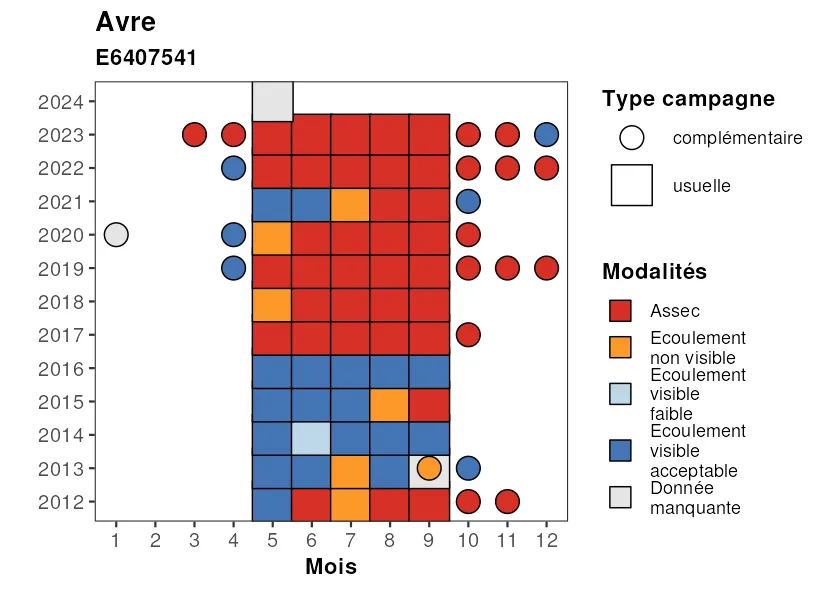 Avre
E6407541
2024
2023
2022
2021
2020
2019
2018
2017
2016
2015
2014
2013
2012
1 2 3 4 5 6 7 8 9 10 11 12
Mois
Type campagne
complémentaire
usuelle
Modalités
Assec
Ecoulement
non visible
Ecoulement
visible
faible
Ecoulement
visible
acceptable
Donnée
manquante